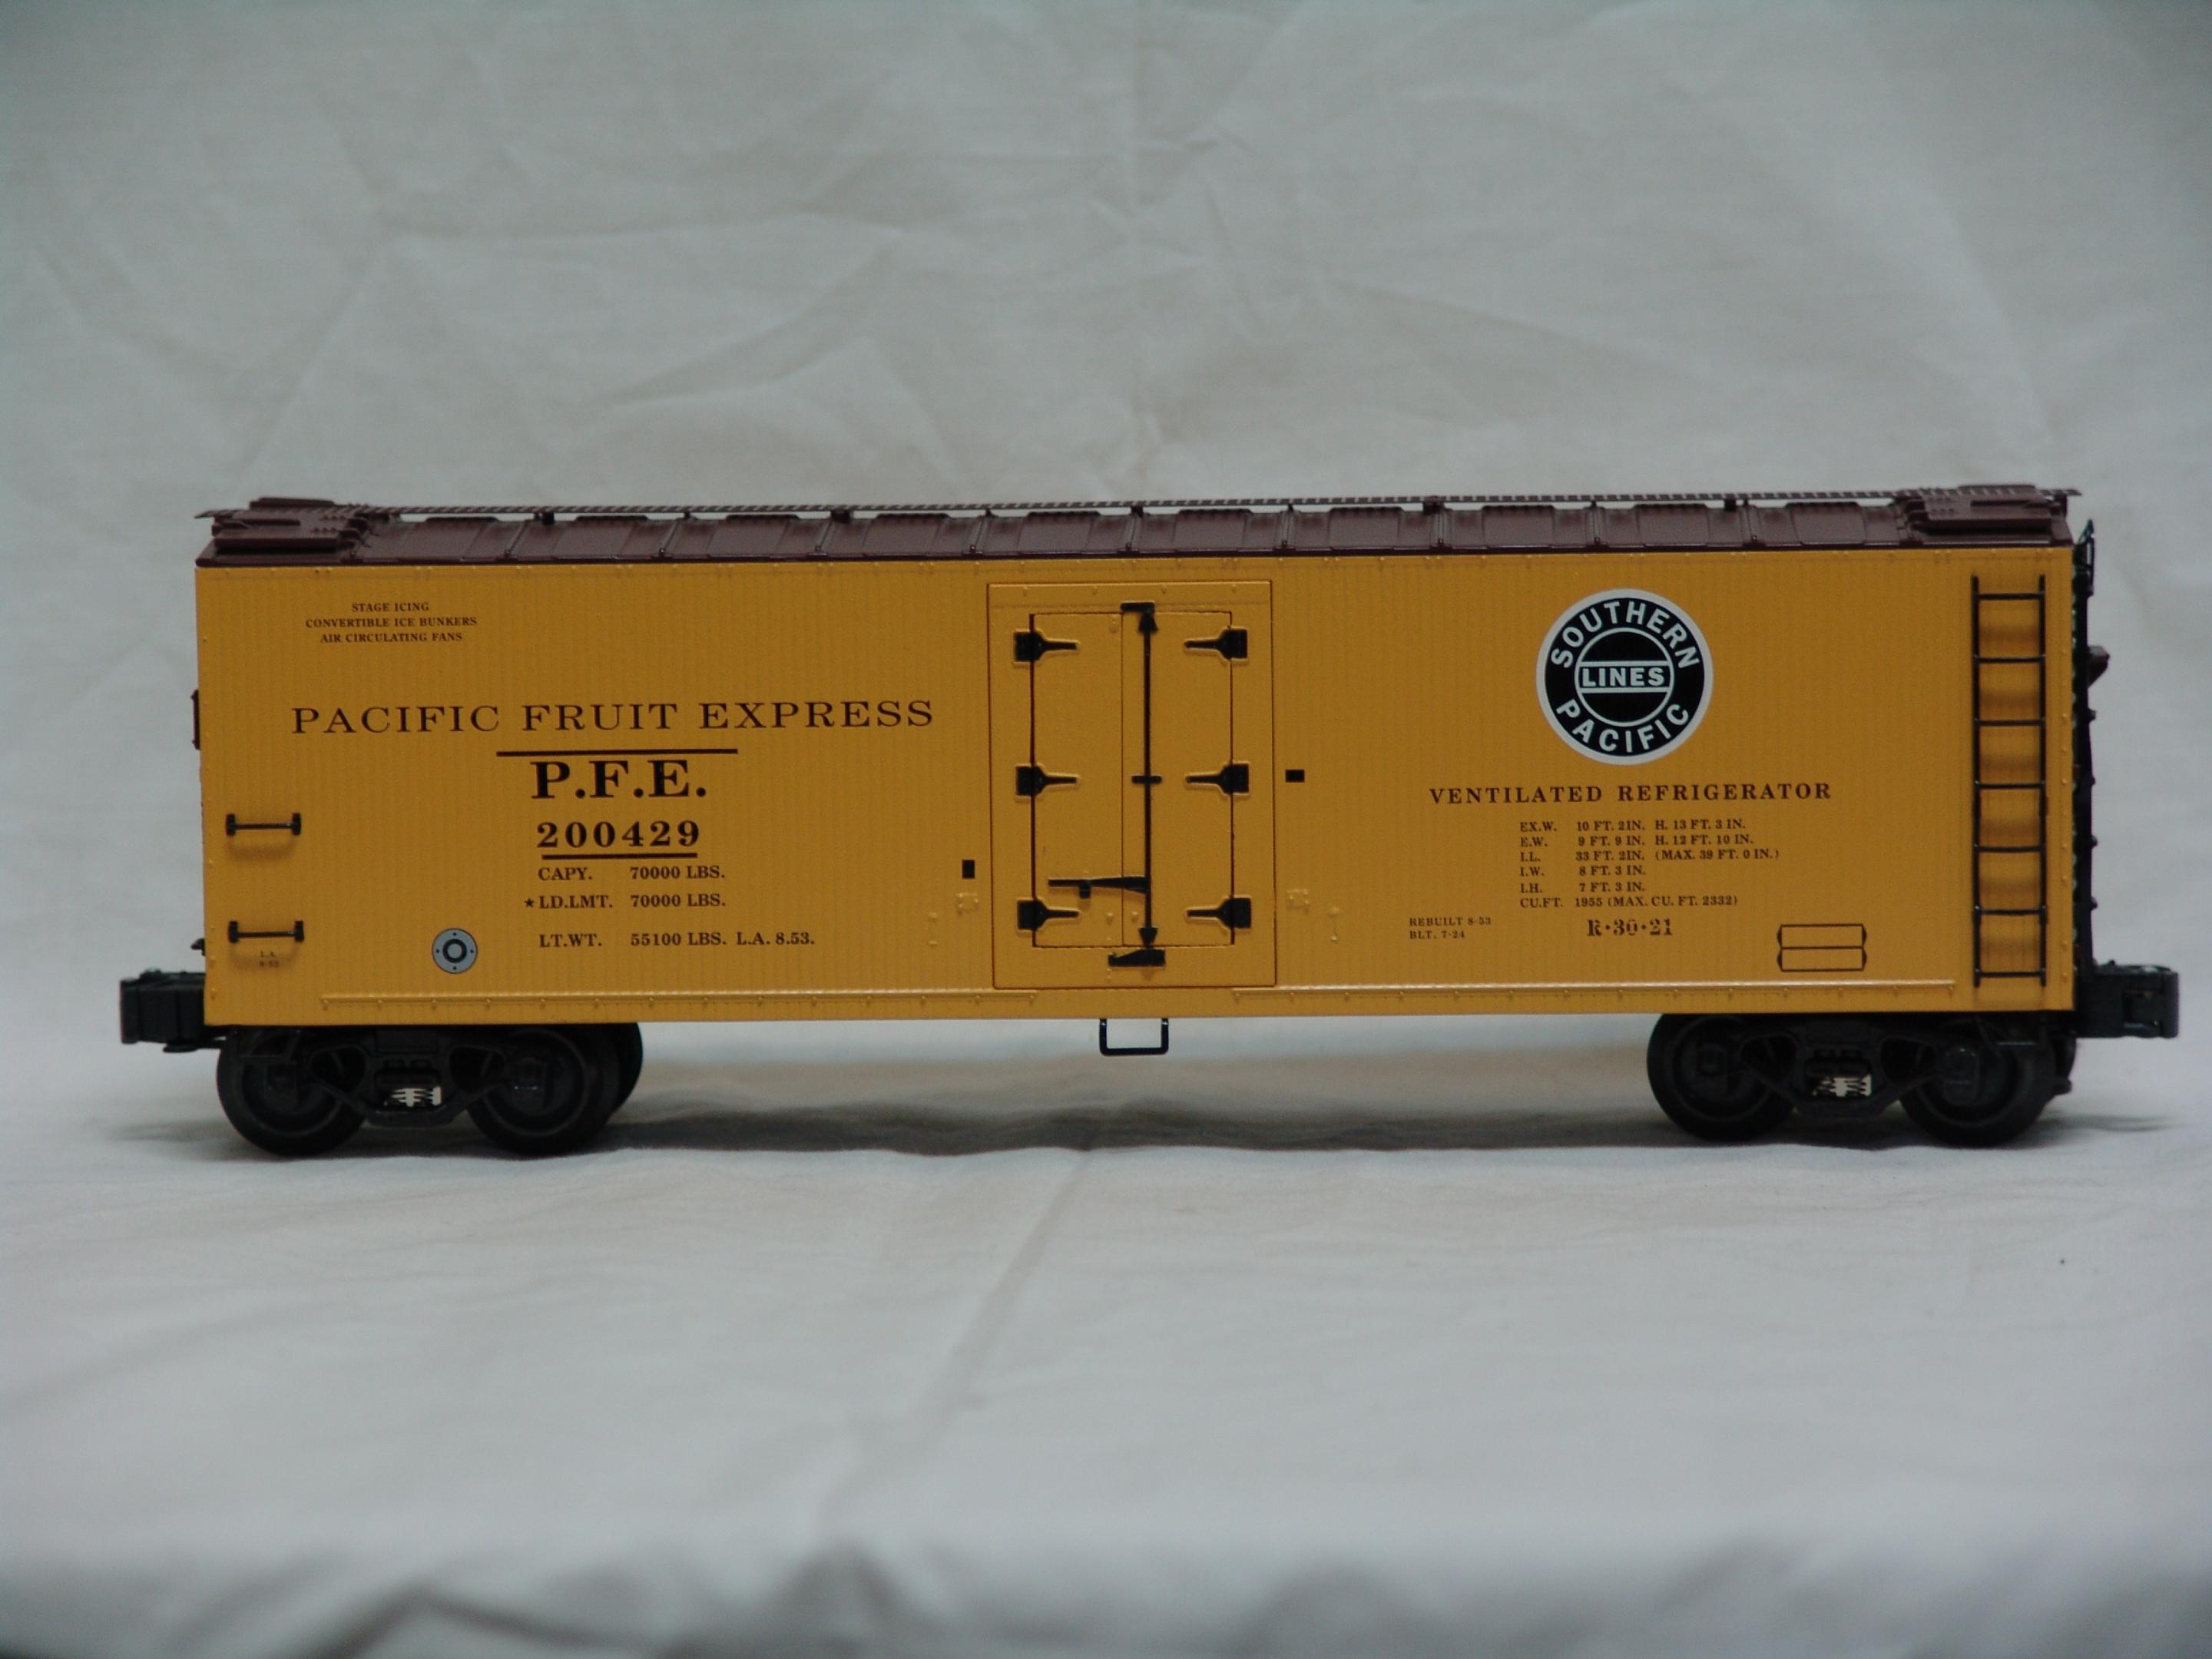 STAGE ICING
CONVERTIBLE ICE BUNKERS
AIR CIRCULATING FANS
PACIFIC FRUIT EXPRESS
P.F.E.
200429
CAPY. 70000 LBS.
★LD.LMT. 70000 LBS.
LT.WT. 55100 LBS. L.A. 8.53.
L.A.
8-53
SOUTHERN
LINES
PACIFIC
VENTILATED REFRIGERATOR
EX.W. 10 FT. 2IN. H. 13 FT. 3 IN.
E.W. 9 FT. 9 IN. H. 12 FT. 10 IN.
I.L. 33 FT. 2IN. (MAX. 39 FT. 0 IN.)
I.W. 8 FT. 3 IN.
I.H. 7 FT. 3 IN.
CU.FT. 1955 (MAX. CU. FT. 2332)
REBUILT 8-53
BLT. 7-24
R·30·21